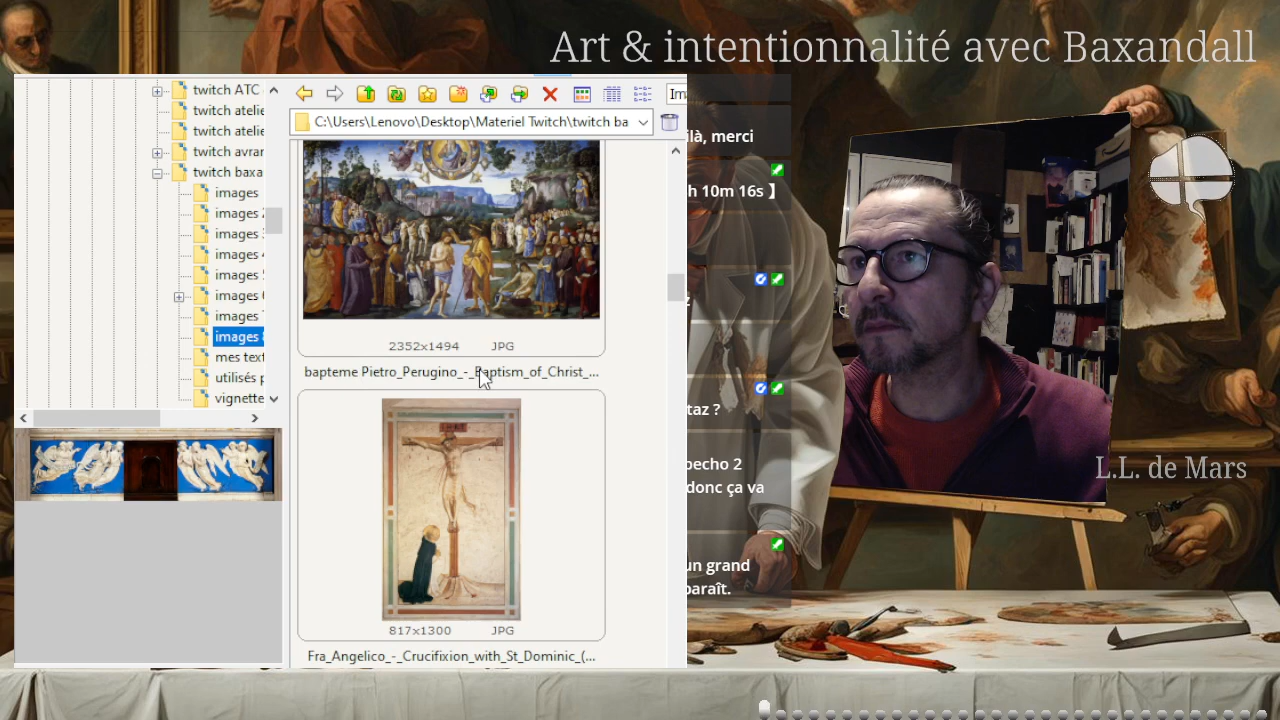 Art & intentionnalité avec Baxandall
twitch ATC
twitch atelie
twitch atelie
twitch avrar
twitch baxa
images
images
images
images
images
images
images
images
mes text
utilisés p
vignette
Im
C:\Users\Lenovo\Desktop\Materiel Twitch\twitch ba
2352x1494 JPG
bapteme Pietro_Perugino_-_Baptism_of_Christ_...
817x1300 JPG
Fra_Angelico_-_Crucifixion_with_St_Dominic_(...
ilà, merci
h 10m 16s 】
z
taz ?
pecho 2
donc ça va
un grand
paraît.
L.L. de Mars